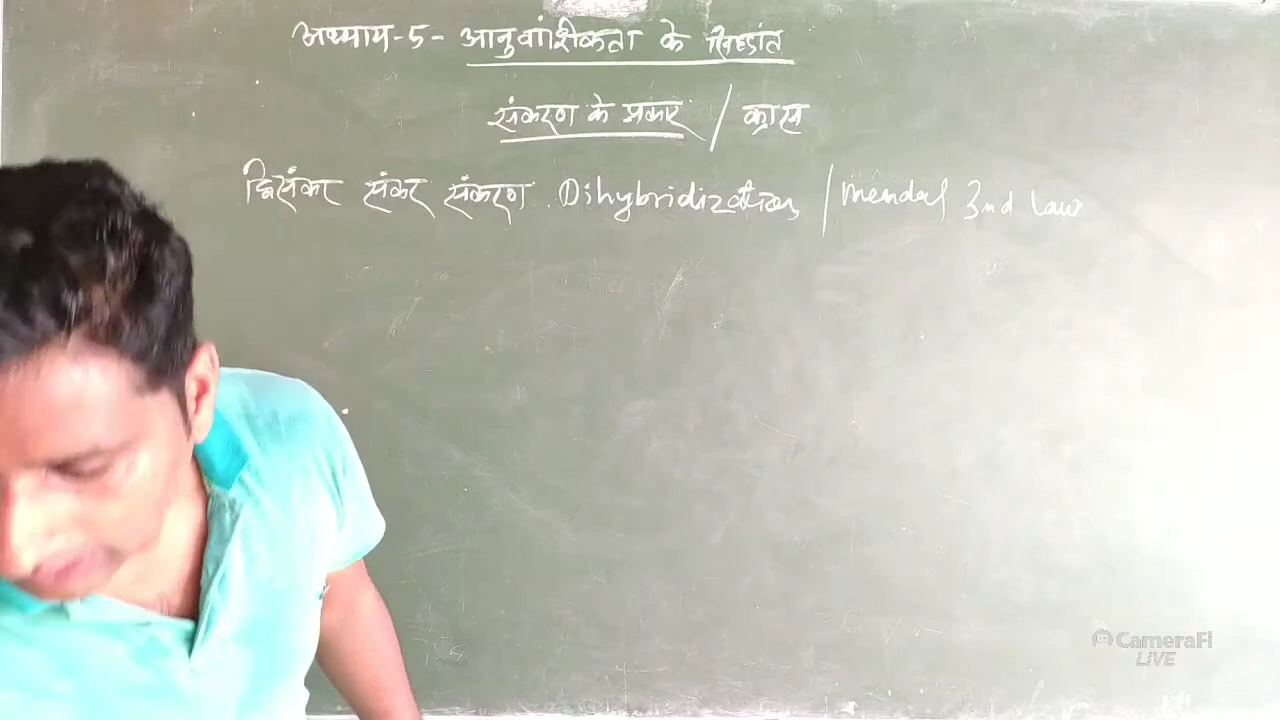 अध्याय-5- आनुवांशिकता के सिद्धांत
संकरण के प्रकार / क्रास
द्विसंकर संकर संकरण. Dihybridization / Mendal 3nd law
CameraFi
LIVE